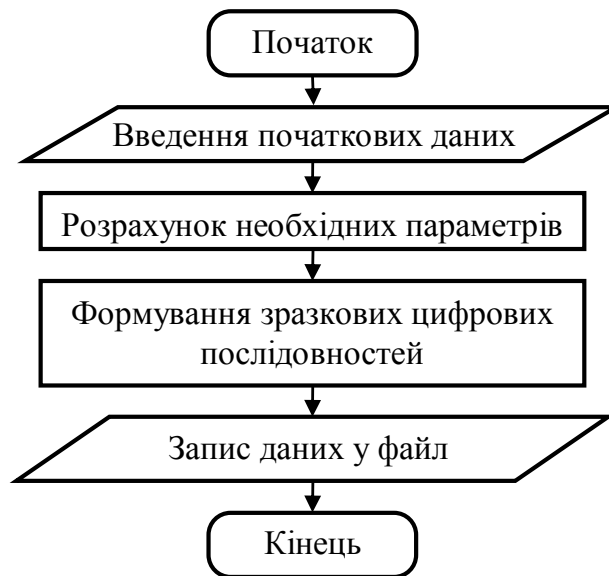 Початок
Введення початкових даних
Розрахунок необхідних параметрів
Формування зразкових цифрових
послідовностей
Запис даних у файл
Кінець